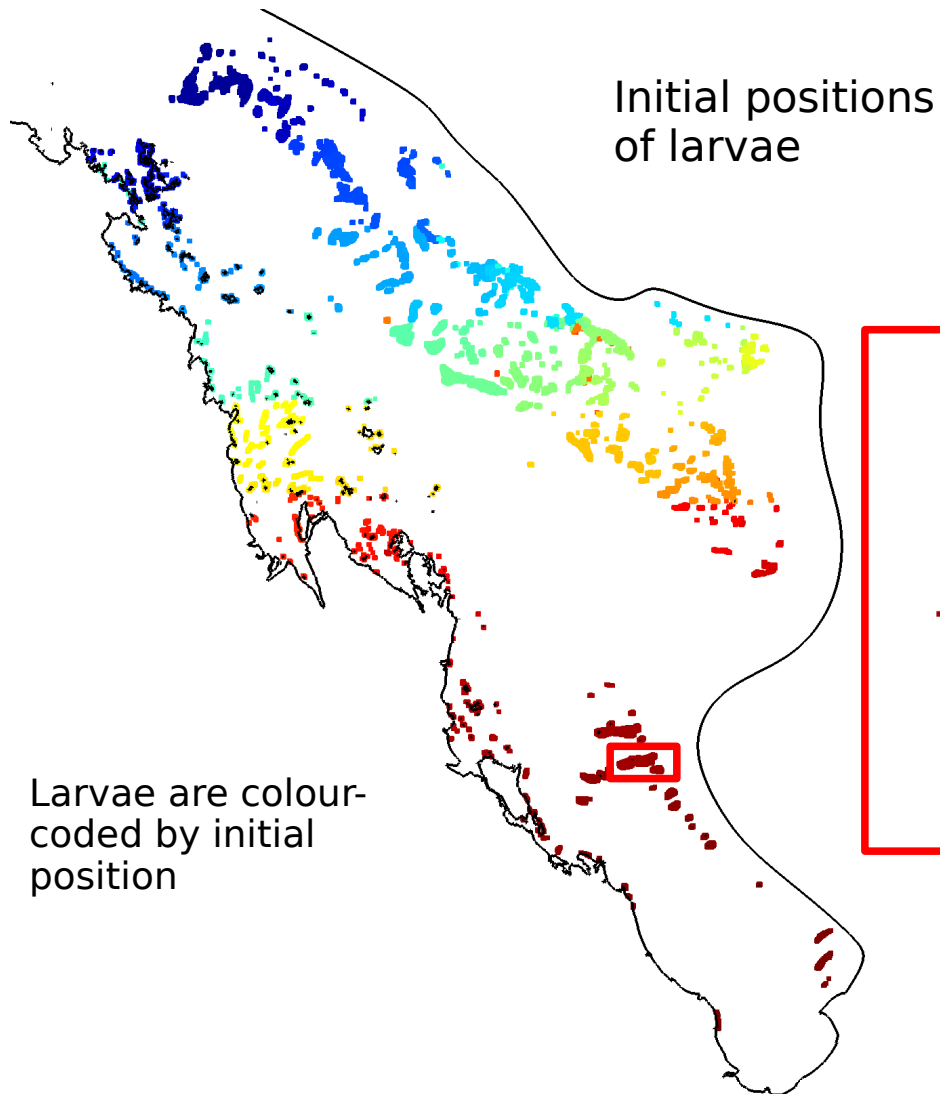 Initial positions
of larvae
Larvae are colour-
coded by initial
position